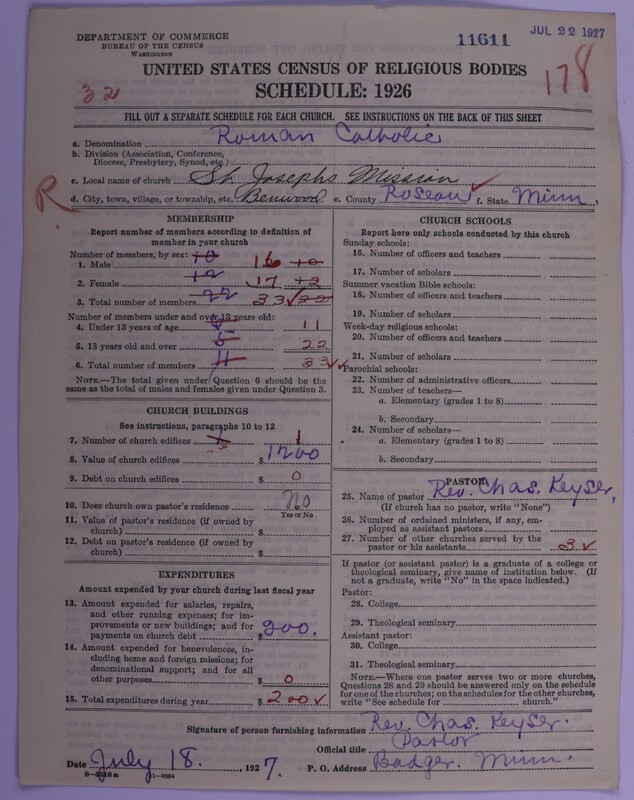 DEPARTMENT OF COMMERCE
BUREAU OF THE CENSUS
WASHINGTON
11611
JUL 22 1927
UNITED STATES CENSUS OF RELIGIOUS BODIES
SCHEDULE: 1926
32
178
FILL OUT A SEPARATE SCHEDULE FOR EACH CHURCH. SEE INSTRUCTIONS ON THE BACK OF THIS SHEET
a. Denomination Roman Catholic
b. Division (Association, Conference, Diocese, Presbytery, Synod, etc.)
c. Local name of church St. Josephs Mission
R
d. City, town, village, or township, etc. Benwood e. County Roseau f. State Minn.
MEMBERSHIP
Report number of members according to definition of
member in your church
Number of members, by sex: 10
1. Male 16 10
2. Female 12 17 12
3. Total number of members 22 33 ✓ 22
Number of members under and over 13 years old:
4. Under 13 years of age 11
5. 13 years old and over 22
6. Total number of members 11 33 ✓
NOTE.—The total given under Question 6 should be
same as the total of males and females given under Question 3.
CHURCH BUILDINGS
See instructions, paragraphs 10 to 12
7. Number of church edifices 1
8. Value of church edifices $ 1200
9. Debt on church edifices $ 0
10. Does church own pastor's residence No
Yes or No
11. Value of pastor's residence (if owned by
church) $
12. Debt on pastor's residence (if owned by
church) $
EXPENDITURES
Amount expended by your church during last fiscal year
13. Amount expended for salaries, repairs,
and other running expenses; for im-
provements or new buildings; and for
payments on church debt $ 200.
14. Amount expended for benevolences, in-
cluding home and foreign missions; for
denominational support; and for all
other purposes $ 0
15. Total expenditures during year $ 200 ✓
CHURCH SCHOOLS
Report here only schools conducted by this church
Sunday schools:
16. Number of officers and teachers
17. Number of scholars
Summer vacation Bible schools:
18. Number of officers and teachers
19. Number of scholars
Week-day religious schools:
20. Number of officers and teachers
21. Number of scholars
Parochial schools:
22. Number of administrative officers
23. Number of teachers—
a. Elementary (grades 1 to 8)
b. Secondary
24. Number of scholars—
a. Elementary (grades 1 to 8)
b. Secondary
PASTOR
25. Name of pastor Rev. Chas. Keyser,
(If church has no pastor, write "None")
26. Number of ordained ministers, if any, em-
ployed as assistant pastors
27. Number of other churches served by the
pastor or his assistants 3 ✓
If pastor (or assistant pastor) is a graduate of a college or
theological seminary, give name of institution below. (If
not a graduate, write "No" in the space indicated.)
Pastor:
28. College
29. Theological seminary
Assistant pastor:
30. College
31. Theological seminary
NOTE.—Where one pastor serves two or more churches,
Questions 28 and 29 should be answered only on the schedule
for one of the churches; on the schedules for the other churches,
write "See schedule for church."
Signature of person furnishing information Rev. Chas. Keyser.
Official title Pastor
Date July 18. , 1927. P. O. Address Badger. Minn.